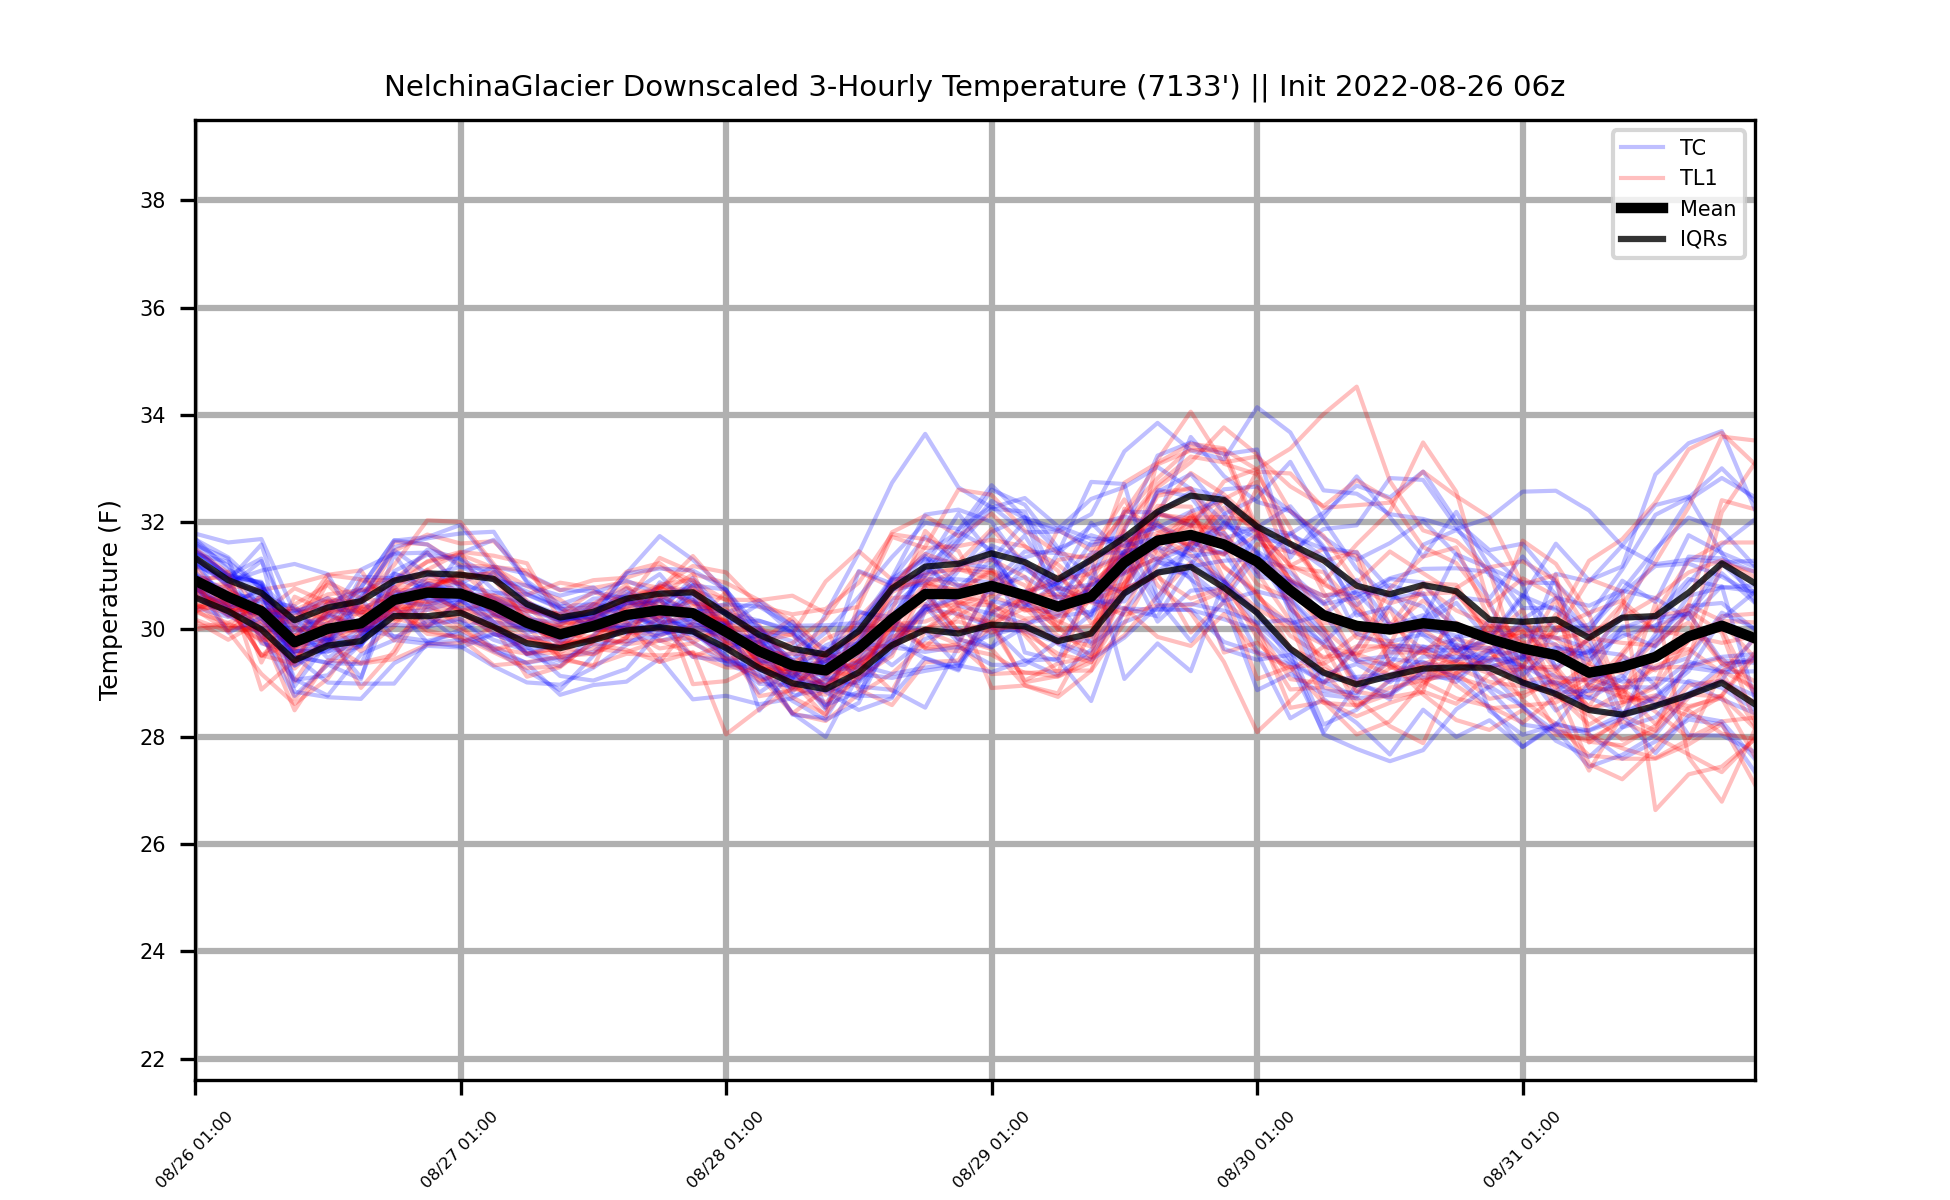 NelchinaGlacier Downscaled 3-Hourly Temperature (7133') || Init 2022-08-26 06z
TC
TL1
Mean
IQRs
Temperature (F)
38
36
34
32
30
28
26
24
22
08/26 01:00
08/27 01:00
08/28 01:00
08/29 01:00
08/30 01:00
08/31 01:00